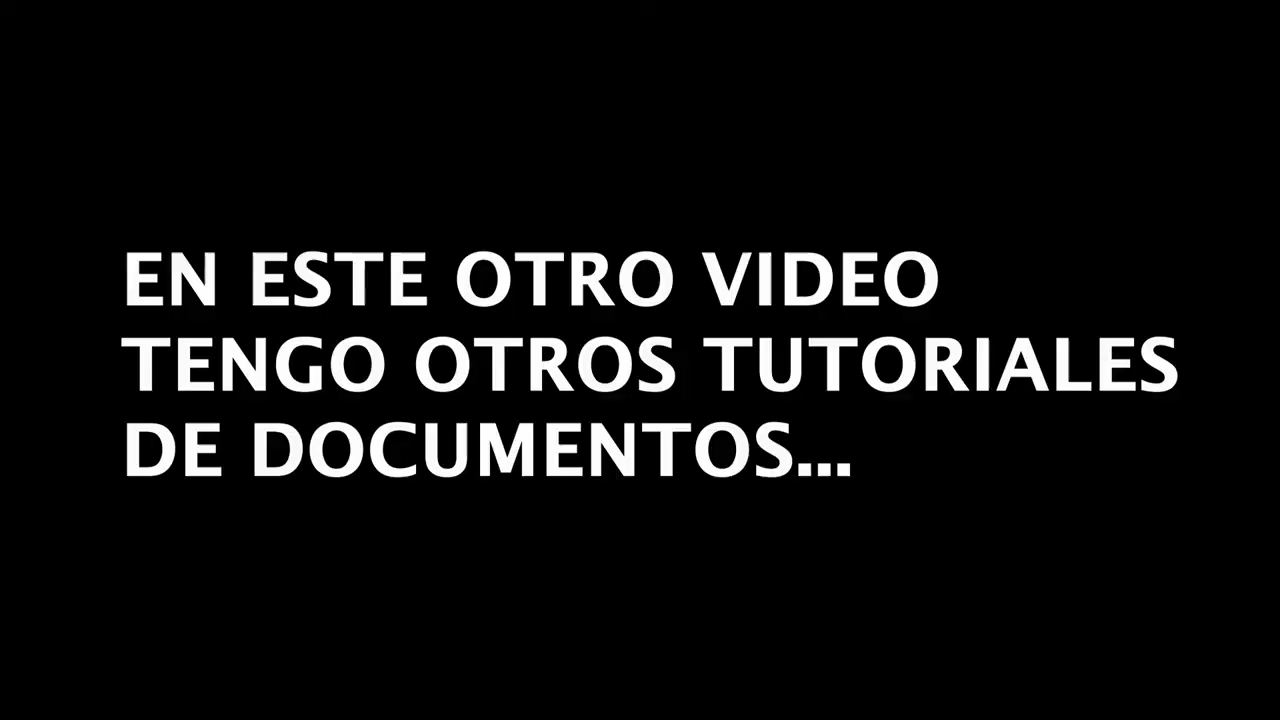 EN ESTE OTRO VIDEO
TENGO OTROS TUTORIALES
DE DOCUMENTOS...